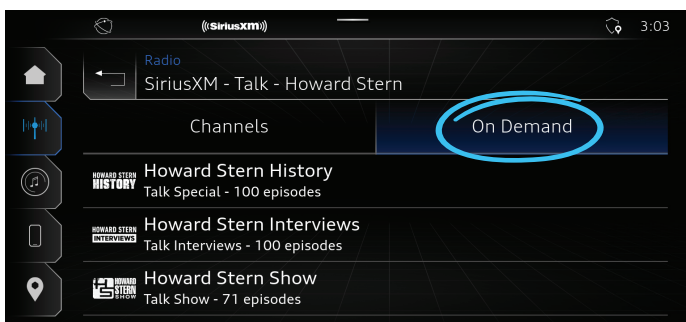 ((SiriusXM))
3:03
Radio
SiriusXM - Talk - Howard Stern
Channels
On Demand
HOWARD STERN
HISTORY
Howard Stern History
Talk Special - 100 episodes
HOWARD STERN
INTERVIEWS
Howard Stern Interviews
Talk Interviews - 100 episodes
HOWARD
STERN
SHOW
Howard Stern Show
Talk Show - 71 episodes